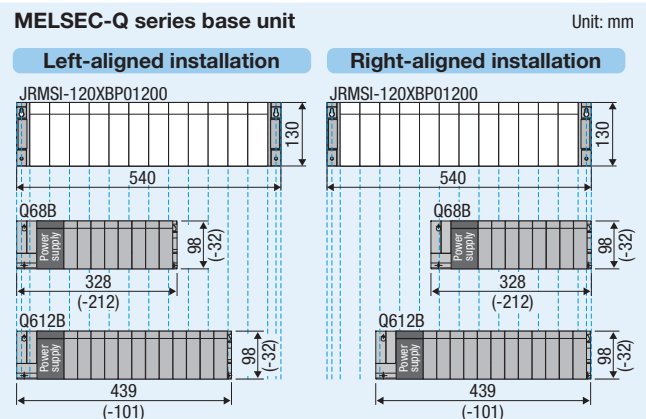 MELSEC-Q series base unit
Unit: mm
Left-aligned installation
Right-aligned installation
JRMSI-120XBP01200
130
540
JRMSI-120XBP01200
130
540
Q68B
Power
supply
98
(-32)
328
(-212)
Q68B
Power
supply
98
(-32)
328
(-212)
Q612B
Power
supply
98
(-32)
439
(-101)
Q612B
Power
supply
98
(-32)
439
(-101)